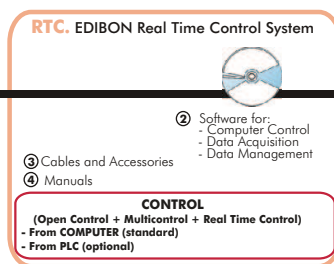 RTC. EDIBON Real Time Control System
② Software for:
- Computer Control
- Data Acquisition
- Data Management
③ Cables and Accessories
④ Manuals
CONTROL
(Open Control + Multicontrol + Real Time Control)
- From COMPUTER (standard)
- From PLC (optional)